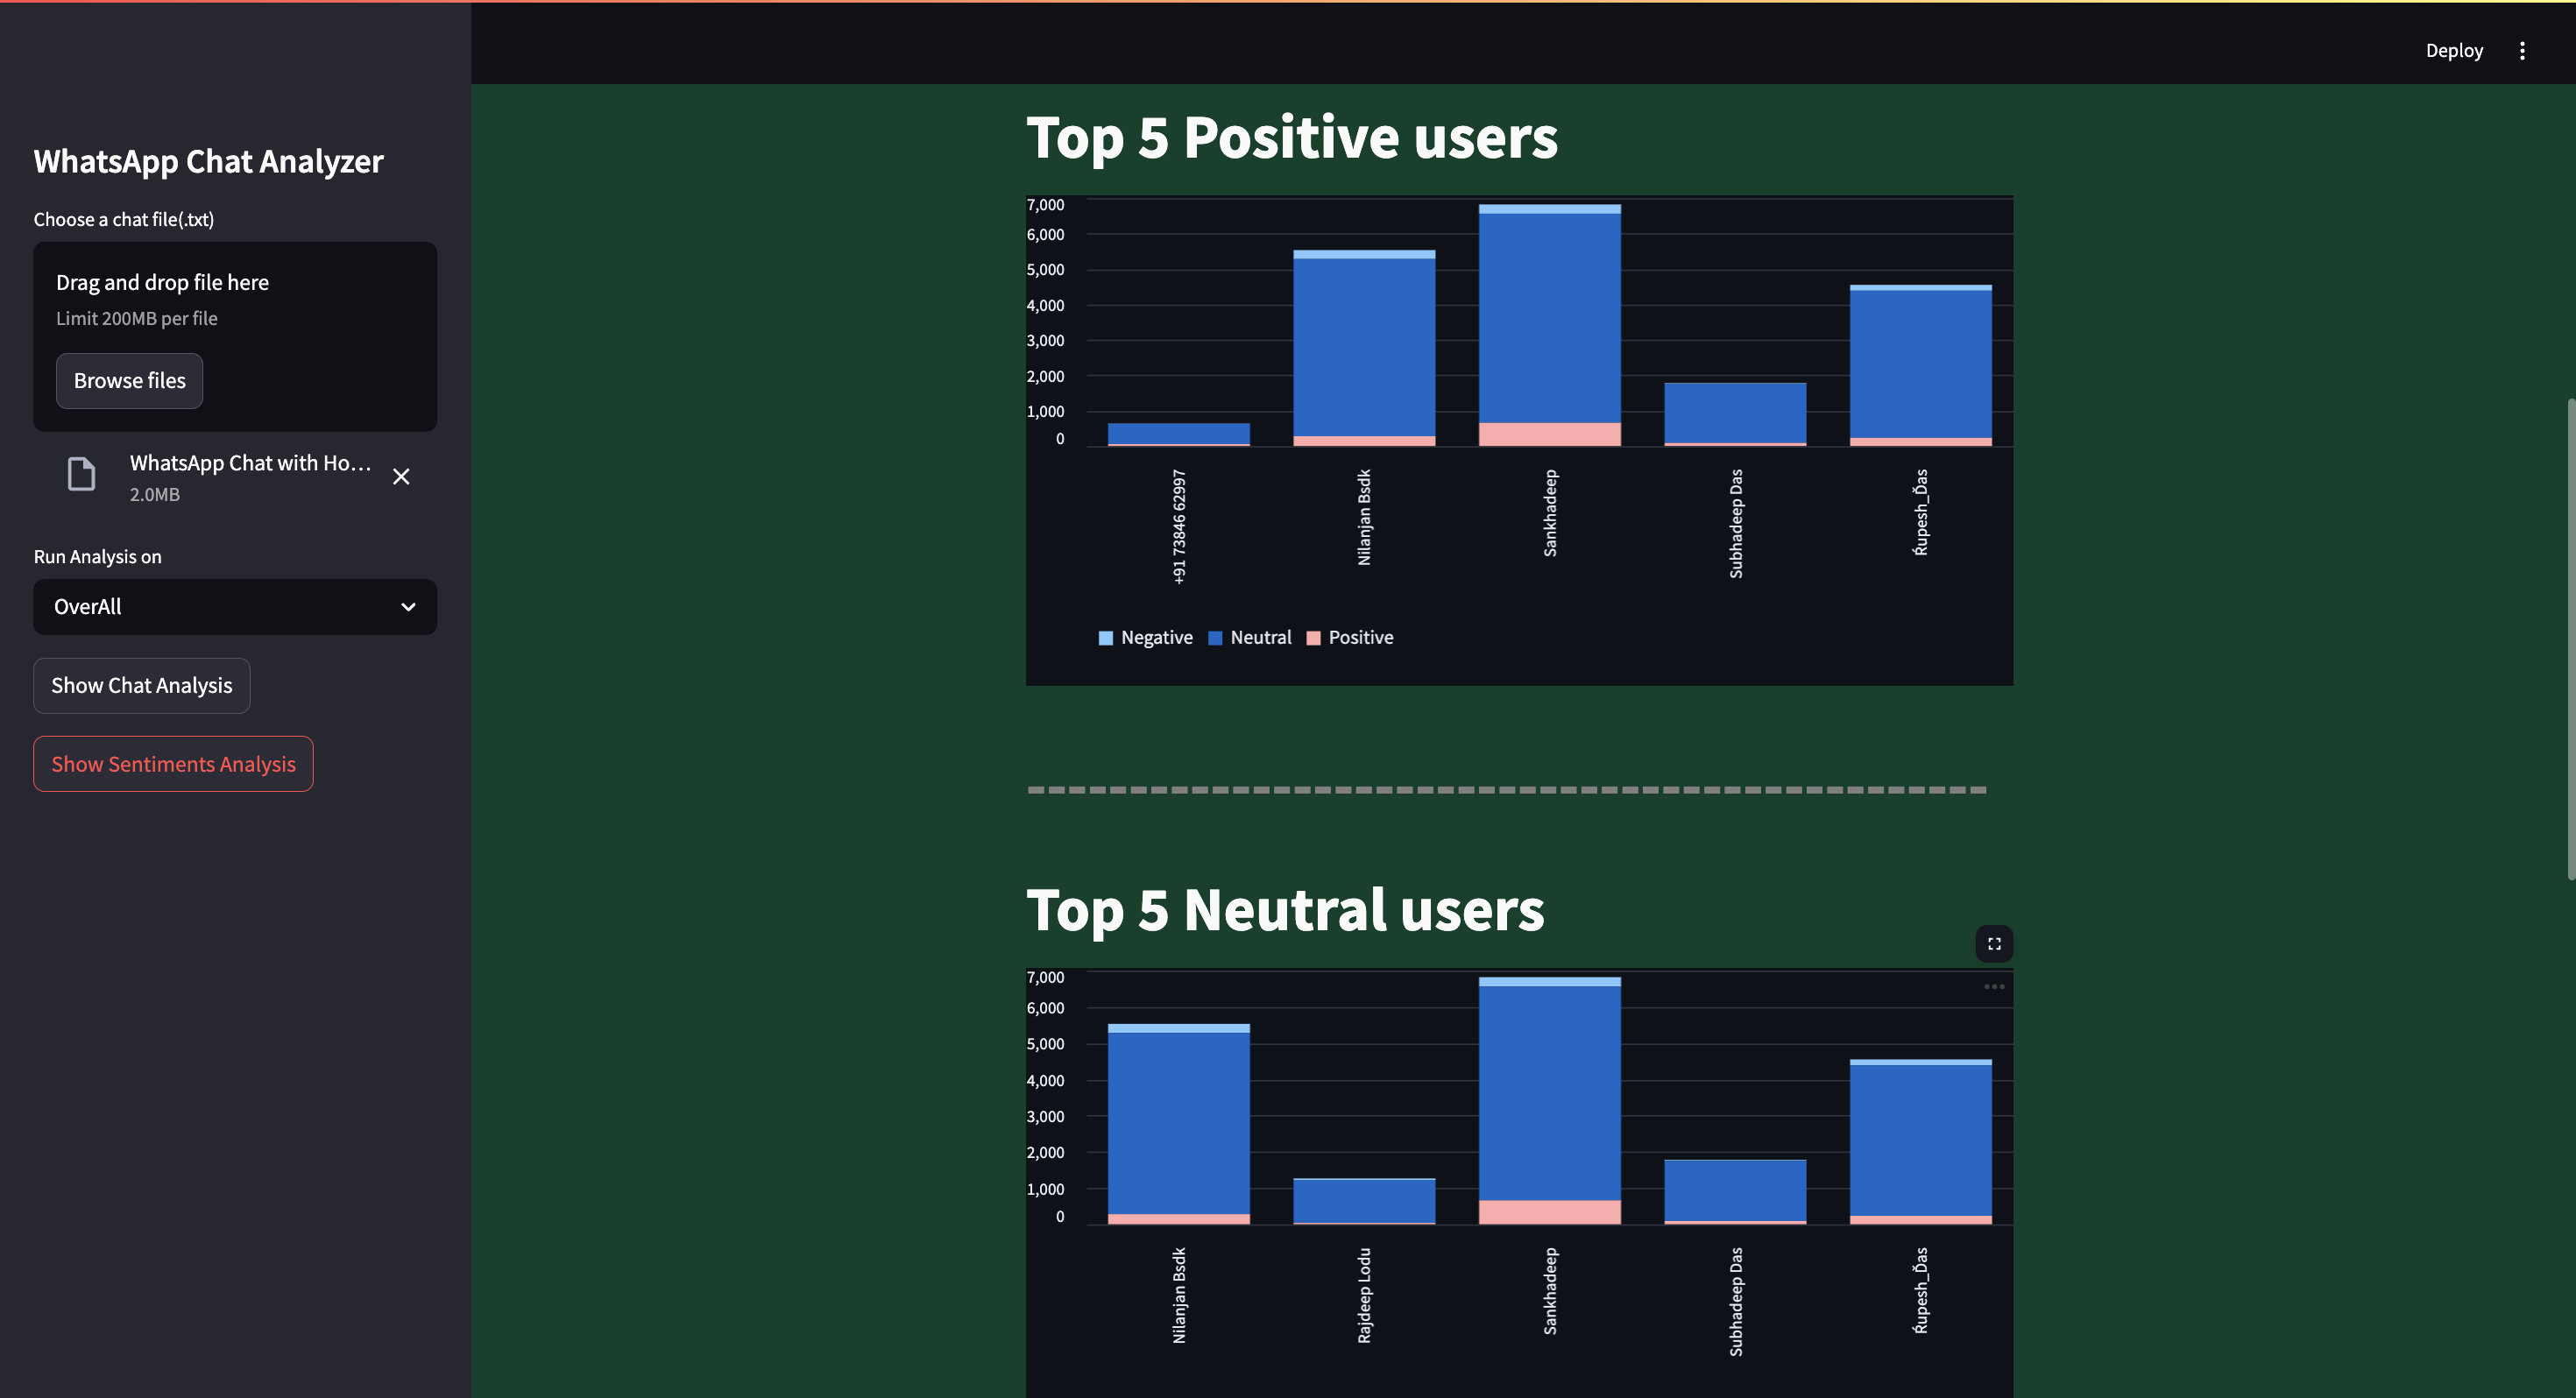 Deploy
WhatsApp Chat Analyzer
Choose a chat file(.txt)
Drag and drop file here
Limit 200MB per file
Browse files
WhatsApp Chat with Ho...
2.0MB
Run Analysis on
OverAll
Show Chat Analysis
Show Sentiments Analysis
Top 5 Positive users
7,000
6,000
5,000
4,000
3,000
2,000
1,000
0
+91 73846 62997
Nilanjan Bsdk
Sankhadeep
Subhadeep Das
Ŕupesh_Ďas
Negative Neutral Positive
Top 5 Neutral users
7,000
6,000
5,000
4,000
3,000
2,000
1,000
0
Nilanjan Bsdk
Rajdeep Lodu
Sankhadeep
Subhadeep Das
Ŕupesh_Ďas